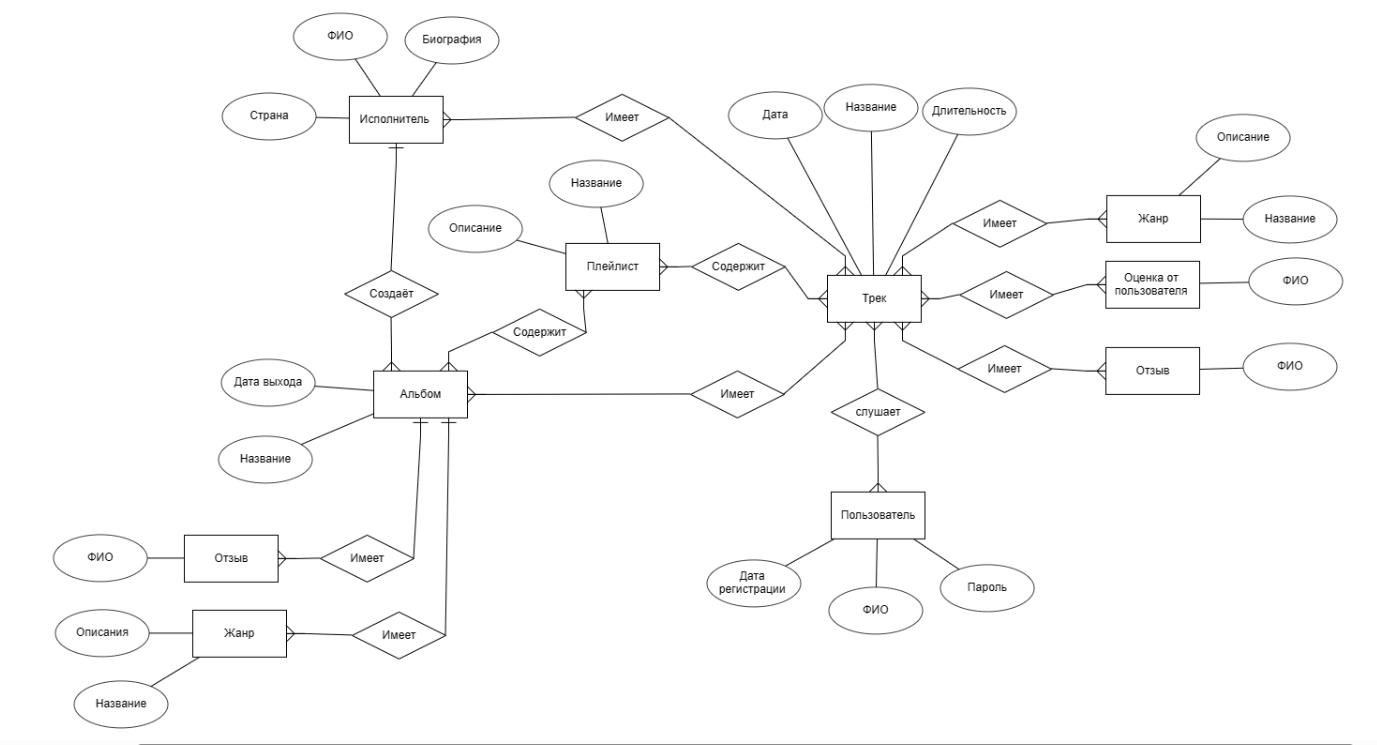 ФИО
Биография
Страна
Исполнитель
Имеет
Дата
Название
Длительность
Описание
Название
Описание
Имеет
Жанр
Название
Плейлист
Содержит
Создаёт
Трек
Имеет
Оценка от
пользователя
ФИО
Содержит
Дата выхода
Альбом
Имеет
Имеет
Отзыв
ФИО
слушает
Название
Пользователь
ФИО
Отзыв
Имеет
Дата
регистрации
ФИО
Пароль
Описания
Жанр
Имеет
Название